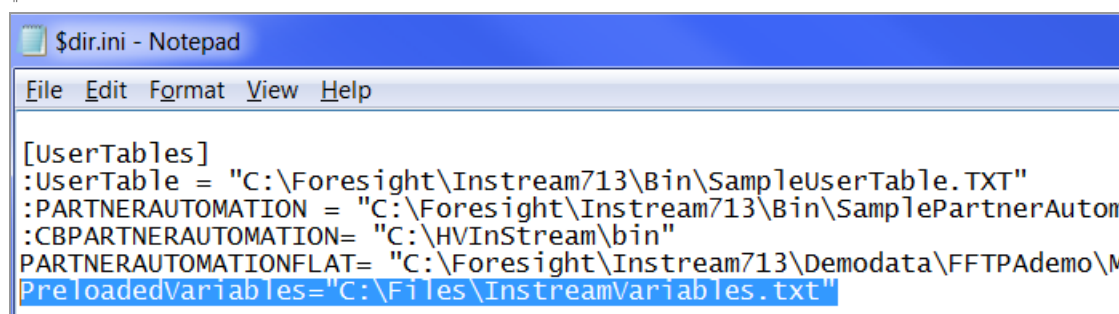 $dir.ini - Notepad
File Edit Format View Help
[UserTables]
:UserTable = "C:\Foresight\Instream713\Bin\SampleUserTable.TXT"
:PARTNERAUTOMATION = "C:\Foresight\Instream713\Bin\SamplePartnerAutom
:CBPARTNERAUTOMATION= "C:\HVInStream\bin"
PARTNERAUTOMATIONFLAT= "C:\Foresight\Instream713\Demodata\FFTPAdemo\M
PreloadedVariables="C:\Files\InstreamVariables.txt"